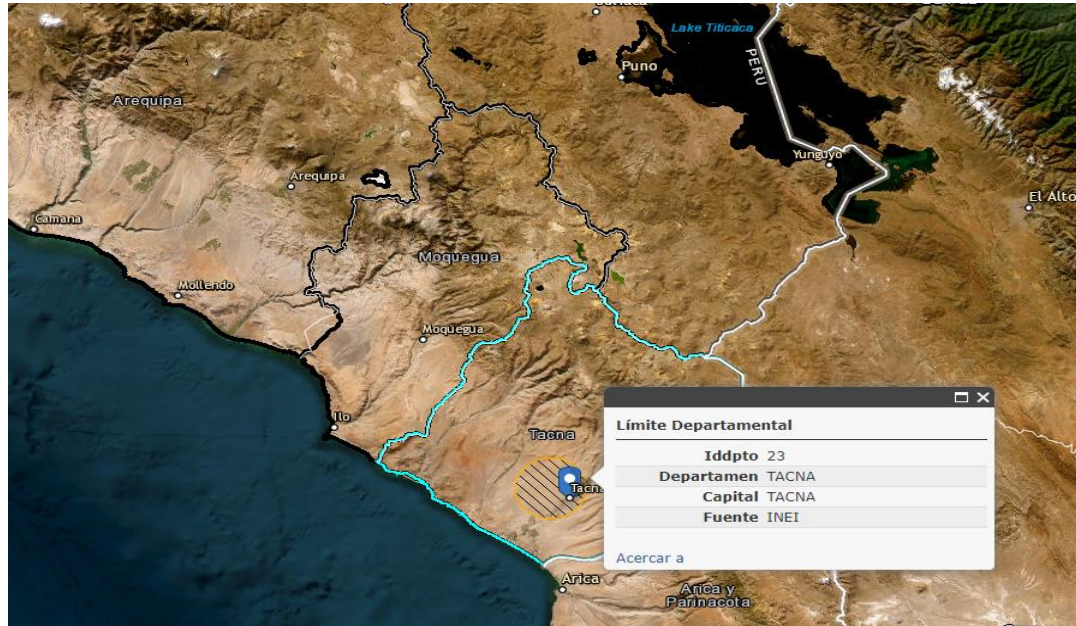 Lake Titicaca
PERU
Puno
Arequipa
Yunguyo
Arequipa
El Alto
Camana
Moquegua
Mollendo
Moquegua
Ilo
Tacna
Límite Departamental
Iddpto 23
Departamen TACNA
Capital TACNA
Fuente INEI
Acercar a
Arica
Arica y
Parinacota